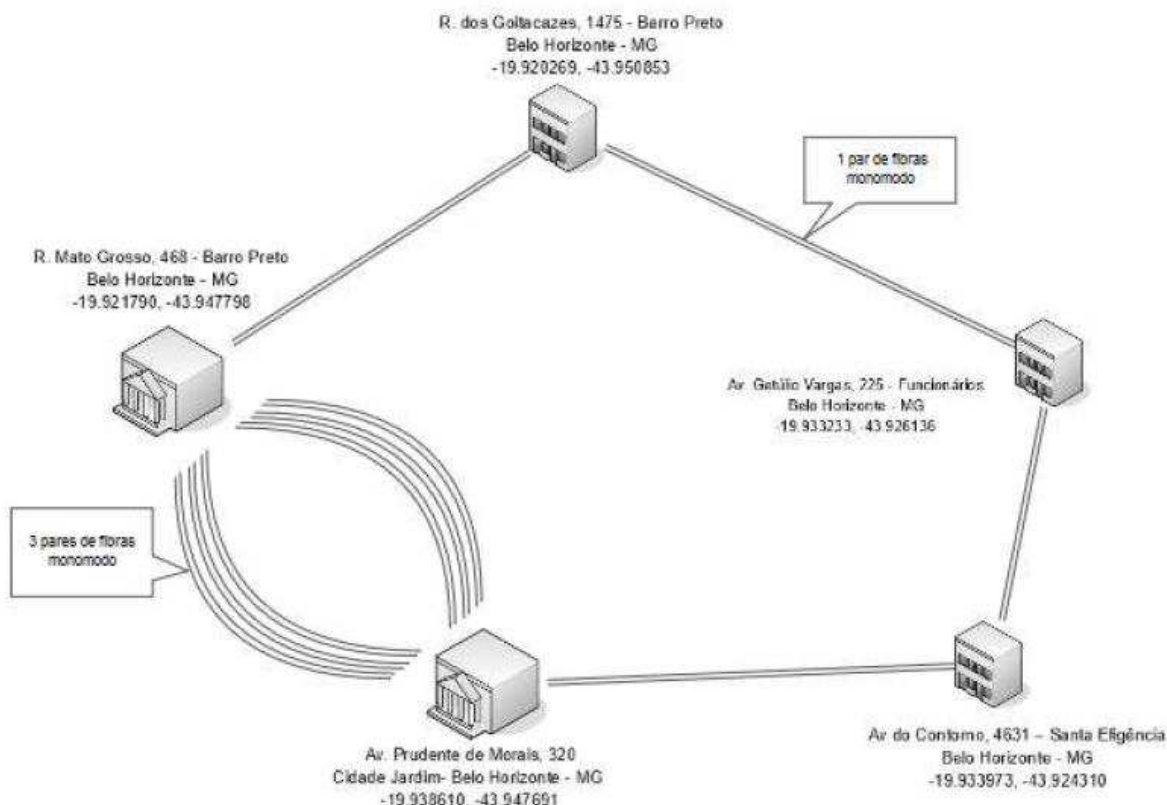 R. dos Goitacazes, 1475 - Barro Preto
Belo Horizonte - MG
-19.920269, -43.950853
1 par de fibras
monomodo
R. Mato Grosso, 468 - Barro Preto
Belo Horizonte - MG
-19.921790, -43.947798
Av. Getúlio Vargas, 225 - Funcionários
Belo Horizonte - MG
-19.933233, -43.926136
3 pares de fibras
monomodo
Av. Prudente de Morais, 320
Cidade Jardim- Belo Horizonte - MG
-19.938610, -43.947691
Av do Contorno, 4631 – Santa Efigência
Belo Horizonte - MG
-19.933973, -43.924310